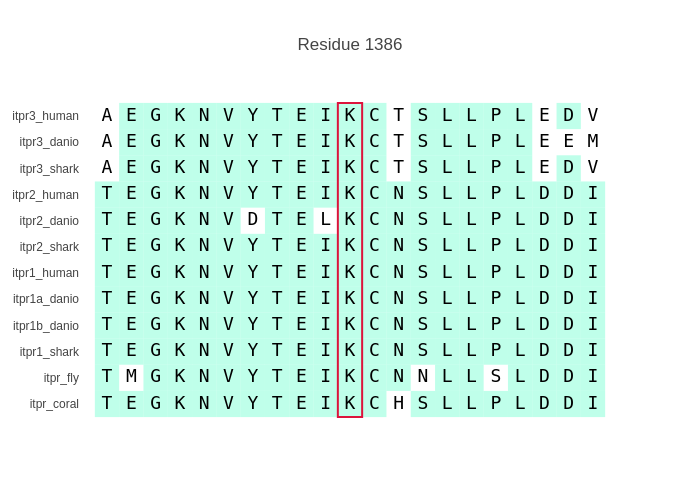 Residue 1386
itpr3_human A E G K N V Y T E I K C T S L L P L E D V
itpr3_danio A E G K N V Y T E I K C T S L L P L E E M
itpr3_shark A E G K N V Y T E I K C T S L L P L E D V
itpr2_human T E G K N V Y T E I K C N S L L P L D D I
itpr2_danio T E G K N V D T E L K C N S L L P L D D I
itpr2_shark T E G K N V Y T E I K C N S L L P L D D I
itpr1_human T E G K N V Y T E I K C N S L L P L D D I
itpr1a_danio T E G K N V Y T E I K C N S L L P L D D I
itpr1b_danio T E G K N V Y T E I K C N S L L P L D D I
itpr1_shark T E G K N V Y T E I K C N S L L P L D D I
itpr_fly T M G K N V Y T E I K C N N L L S L D D I
itpr_coral T E G K N V Y T E I K C H S L L P L D D I